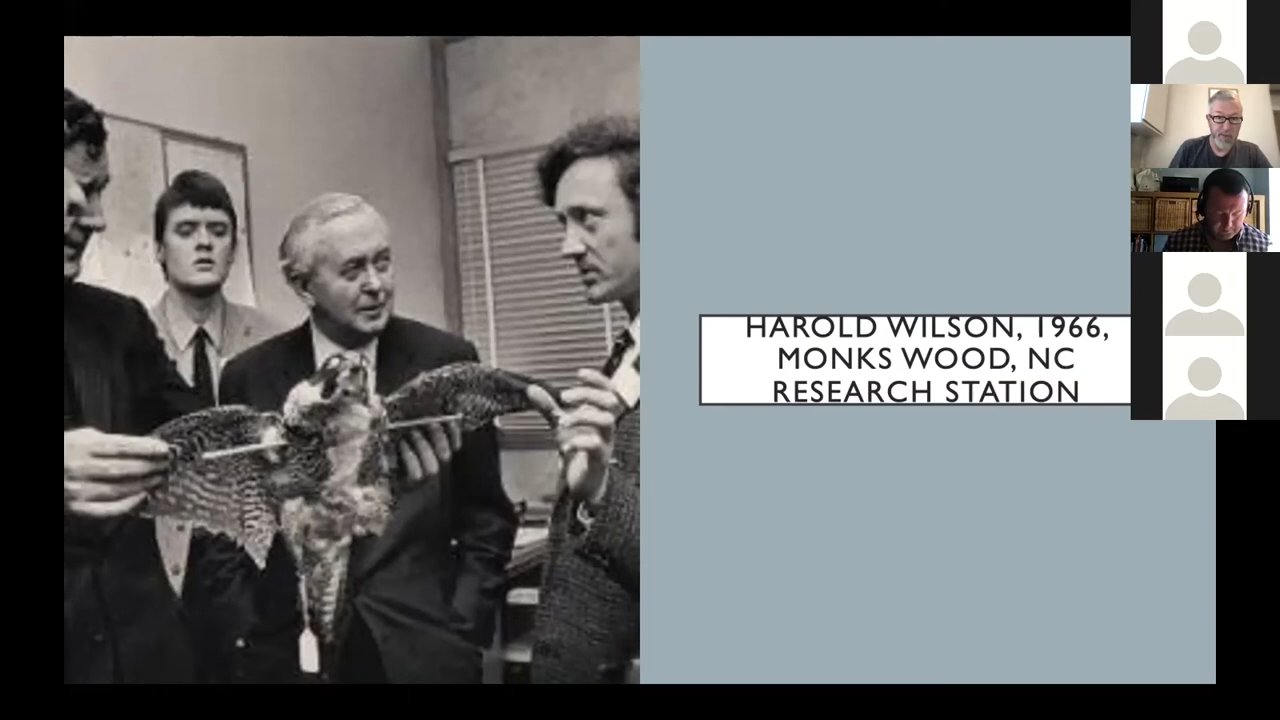 HAROLD WILSON, 1966,
MONKS WOOD, NC
RESEARCH STATION